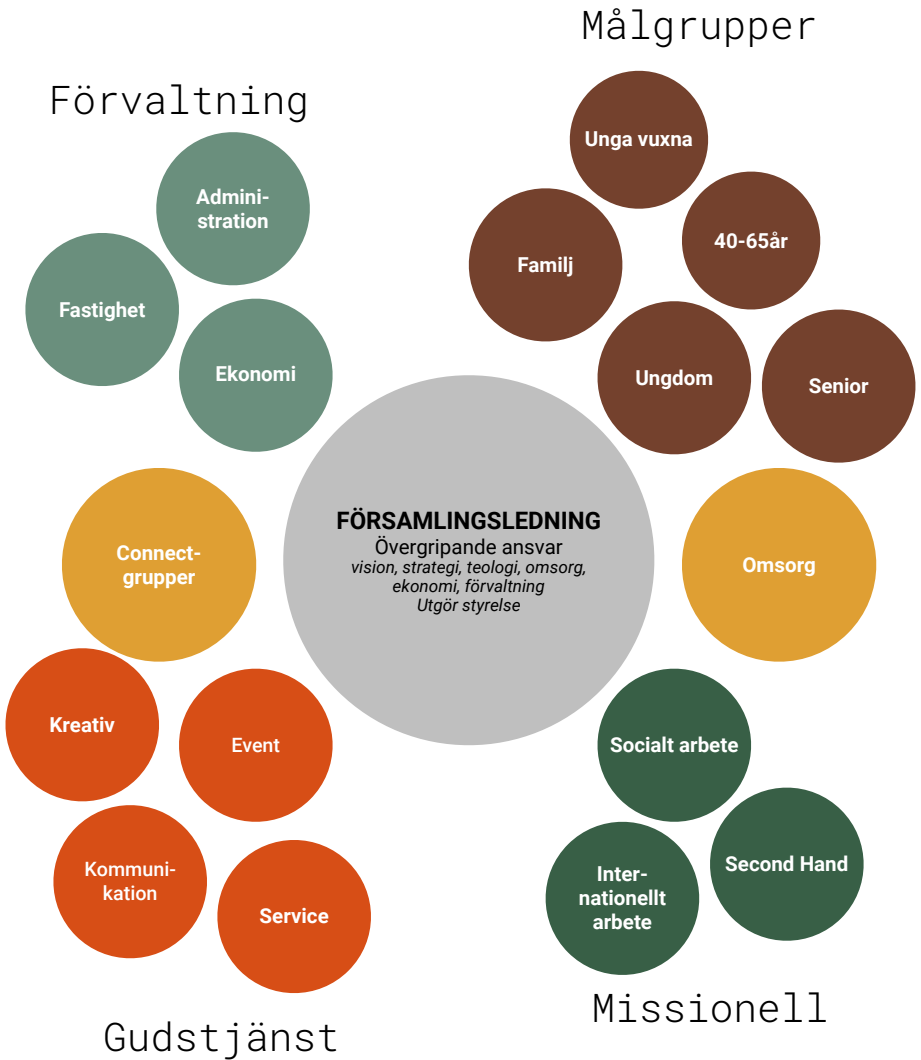 Målgrupper
Förvaltning
Unga vuxna
Admini-
stration
40-65år
Familj
Fastighet
Ekonomi
Ungdom
Senior
FÖRSAMLINGSLEDNING
Övergripande ansvar
vision, strategi, teologi, omsorg,
ekonomi, förvaltning
Utgör styrelse
Connect-
grupper
Omsorg
Kreativ
Event
Socialt arbete
Kommuni-
kation
Service
Inter-
nationellt
arbete
Second Hand
Missionell
Gudstjänst